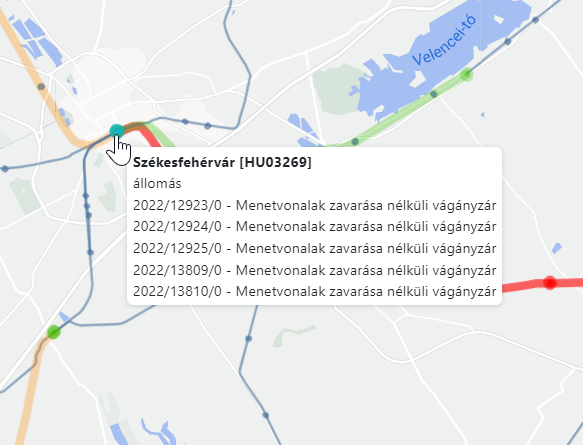 Velencei-tó
Székesfehérvár [HU03269]
állomás
2022/12923/0 - Menetvonalak zavarása nélküli vágányzár
2022/12924/0 - Menetvonalak zavarása nélküli vágányzár
2022/12925/0 - Menetvonalak zavarása nélküli vágányzár
2022/13809/0 - Menetvonalak zavarása nélküli vágányzár
2022/13810/0 - Menetvonalak zavarása nélküli vágányzár